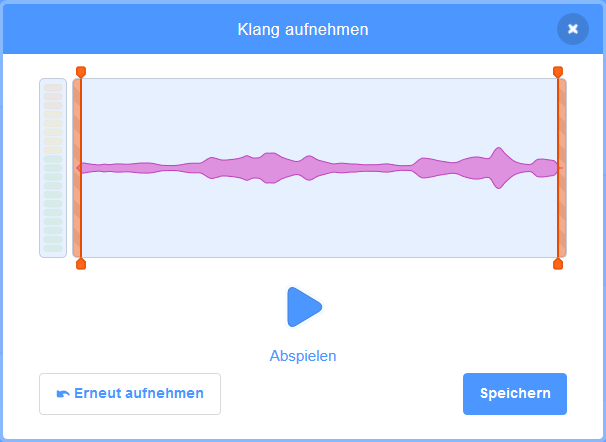 Klang aufnehmen
Abspielen
Erneut aufnehmen
Speichern